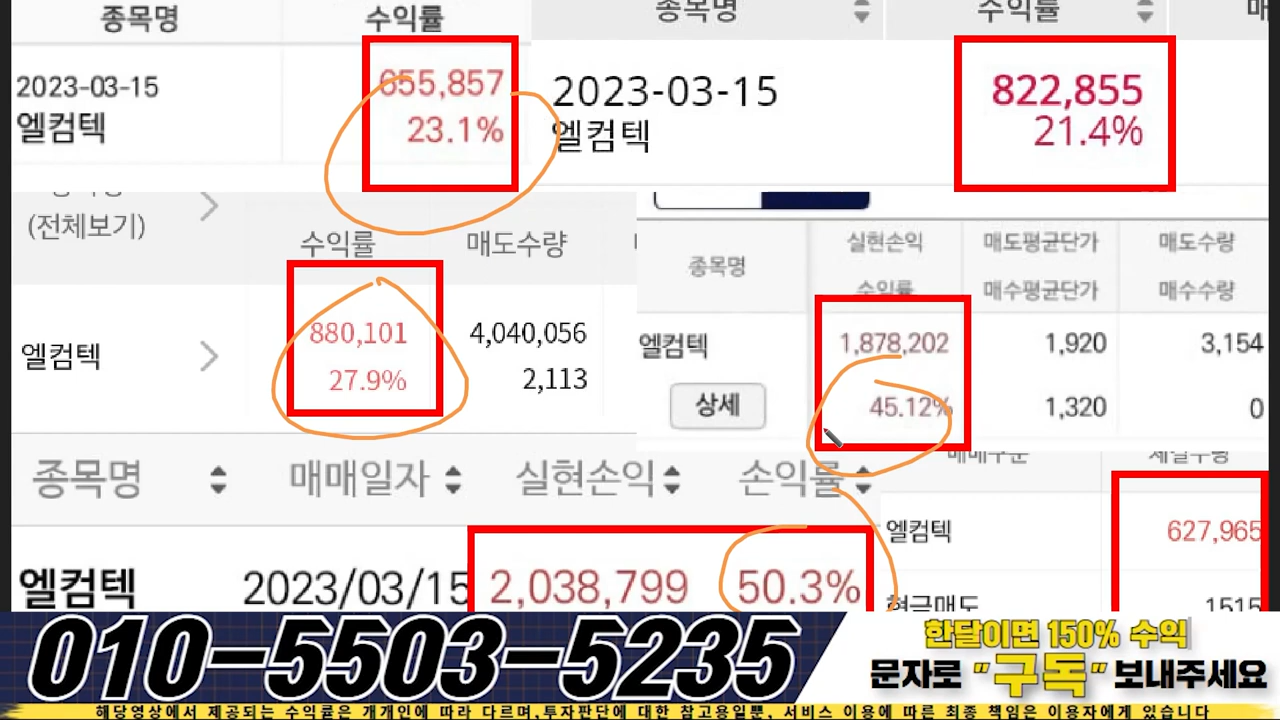 종목명 수익률
2023-03-15
엘컴텍
655,857
23.1%
종목명 수익률
2023-03-15
엘컴텍
822,855
21.4%
(전체보기)
수익률 매도수량
엘컴텍
880,101 4,040,056
27.9% 2,113
종목명
실현손익 매도평균단가 매도수량
수익률 매수평균단가 매수수량
엘컴텍 1,878,202 1,920 3,154
상세 45.12% 1,320 0
종목명 매매일자 실현손익 손익률
엘컴텍 2023/03/15 2,038,799 50.3%
엘컴텍 627,965
현금매도 1515
010-5503-5235
한달이면 150% 수익
문자로 "구독" 보내주세요
해당영상에서 제공되는 수익률은 개개인에 따라 다르며,투자판단에 대한 참고용일뿐, 서비스 이용에 따른 최종 책임은 이용자에게 있습니다